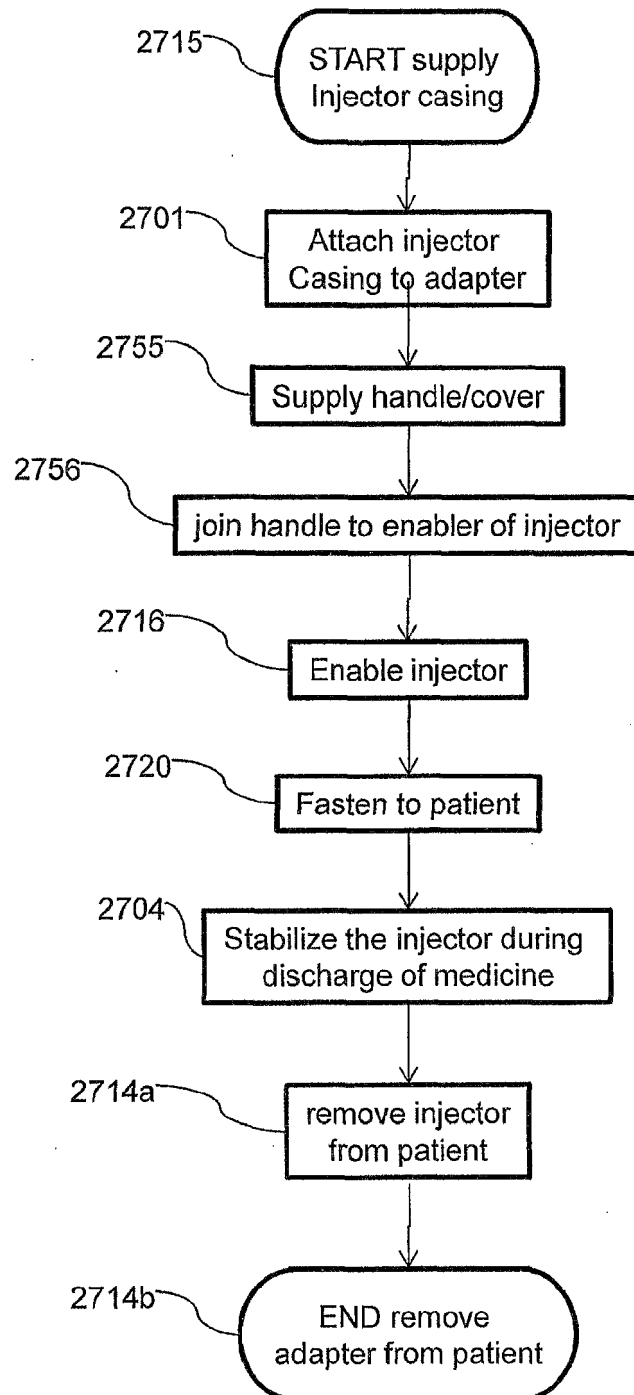 2715
START supply
Injector casing
2701
Attach injector
Casing to adapter
2755
Supply handle/cover
2756
join handle to enabler of injector
2716
Enable injector
2720
Fasten to patient
2704
Stabilize the injector during
discharge of medicine
2714a
remove injector
from patient
2714b
END remove
adapter from patient